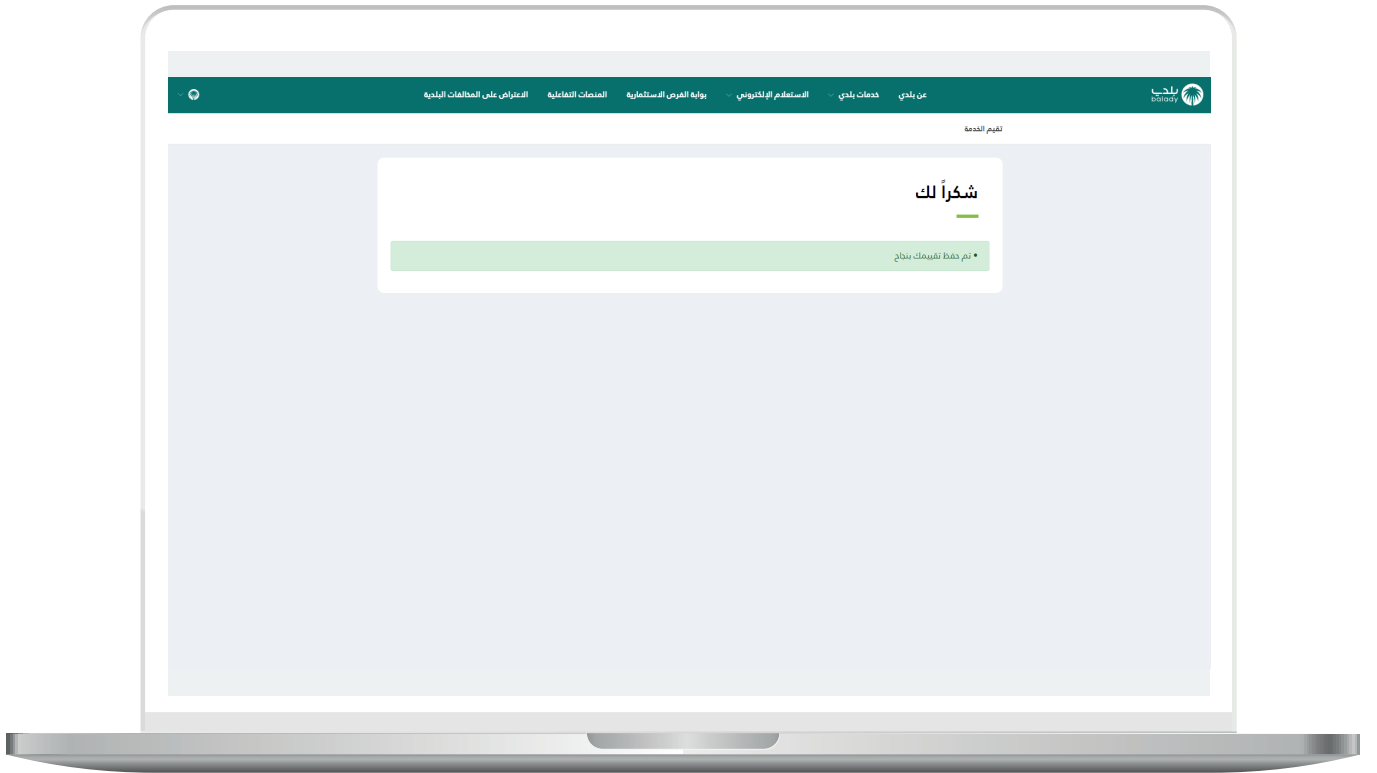 بلدي
balady
عن بلدي
خدمات بلدي
الاستعلام الإلكتروني
بوابة الفرص الاستثمارية
المنصات التفاعلية
الاعتراض على المخالفات البلدية
تقيم الخدمة
شكراً لك
• تم حفظ تقييمك بنجاح